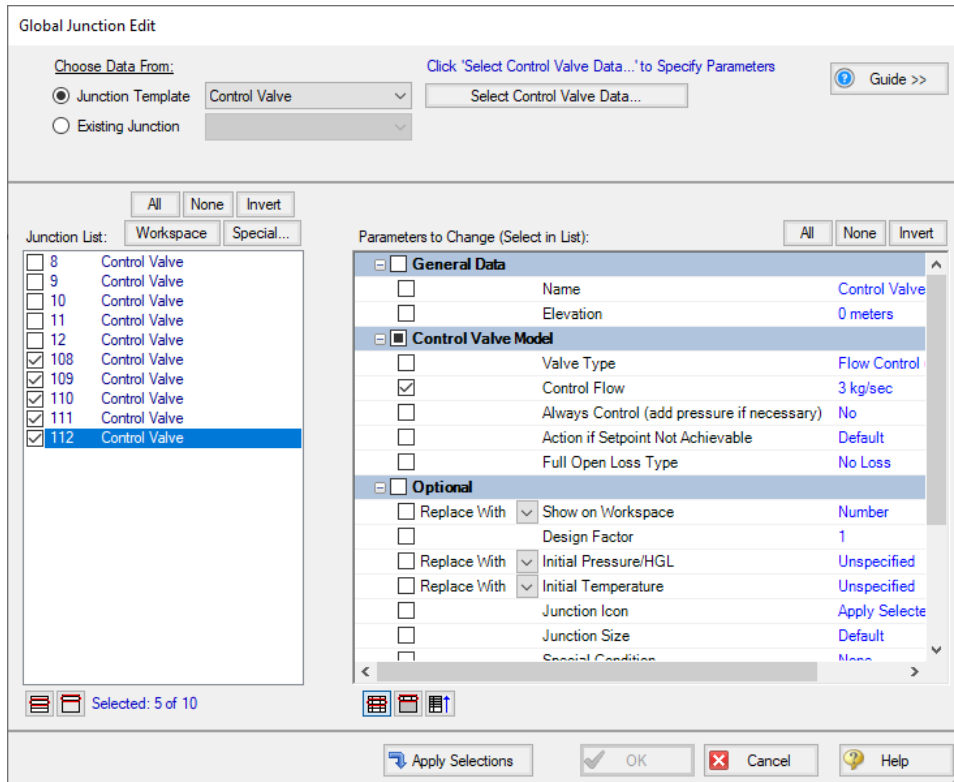 Global Junction Edit
Choose Data From:
Click 'Select Control Valve Data...' to Specify Parameters
Guide >>
Junction Template Control Valve
Select Control Valve Data...
Existing Junction
All None Invert
Junction List: Workspace Special...
8 Control Valve
9 Control Valve
10 Control Valve
11 Control Valve
12 Control Valve
108 Control Valve
109 Control Valve
110 Control Valve
111 Control Valve
112 Control Valve
Selected: 5 of 10
Parameters to Change (Select in List): All None Invert
General Data
Name Control Valve
Elevation 0 meters
Control Valve Model
Valve Type Flow Control
Control Flow 3 kg/sec
Always Control (add pressure if necessary) No
Action if Setpoint Not Achievable Default
Full Open Loss Type No Loss
Optional
Replace With Show on Workspace Number
Design Factor 1
Replace With Initial Pressure/HGL Unspecified
Replace With Initial Temperature Unspecified
Junction Icon Apply Selecte
Junction Size Default
Special Condition None
Apply Selections OK Cancel Help